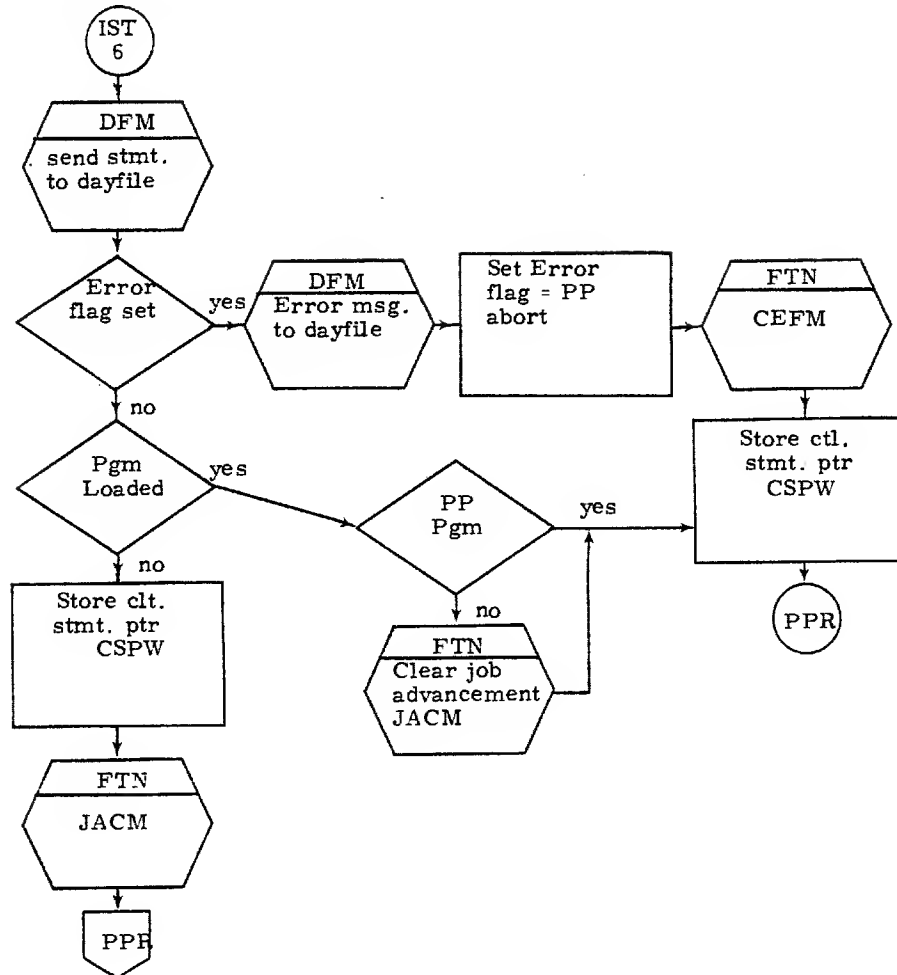 IST
6
DFM
send stmt.
to dayfile
Error
flag set
yes
DFM
Error msg.
to dayfile
Set Error
flag = PP
abort
FTN
CEFM
no
Pgm
Loaded
yes
PP
Pgm
yes
Store ctl.
stmt. ptr
CSPW
no
Store clt.
stmt. ptr
CSPW
no
FTN
Clear job
advancement
JACM
PPR
FTN
JACM
PPR